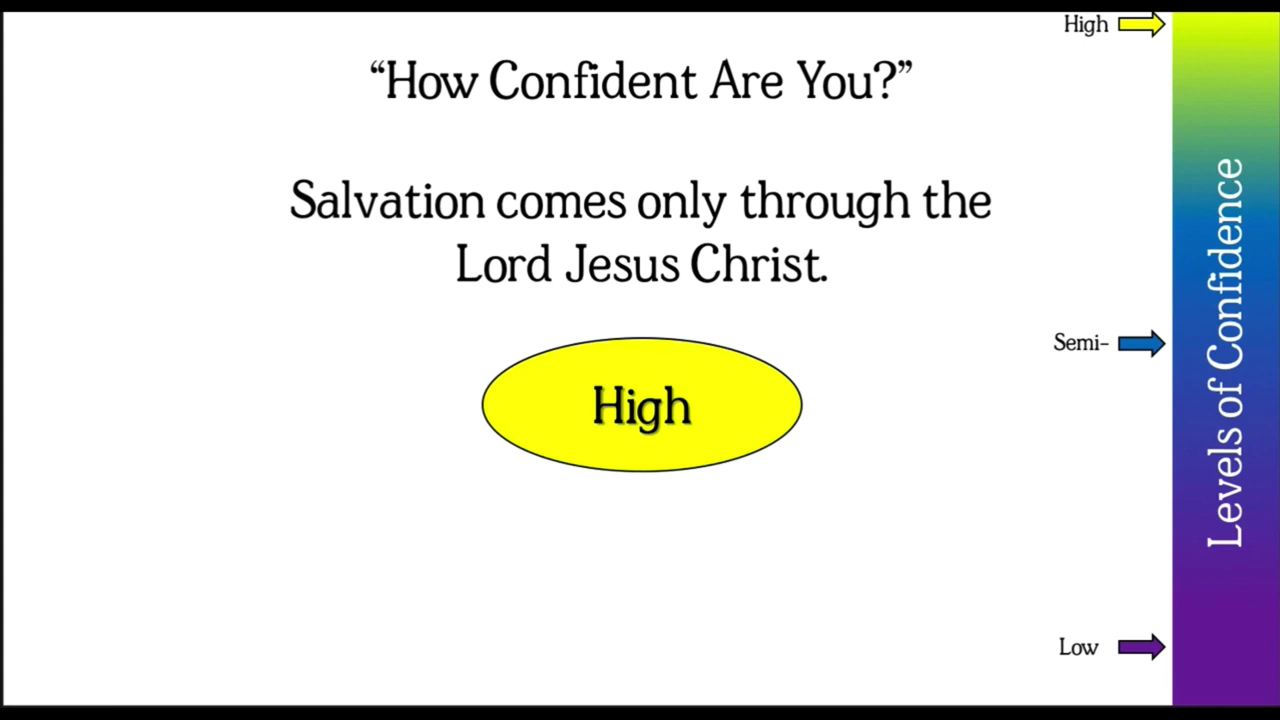 “How Confident Are You?”
Salvation comes only through the
Lord Jesus Christ.
High
High
Semi-
Low
Levels of Confidence